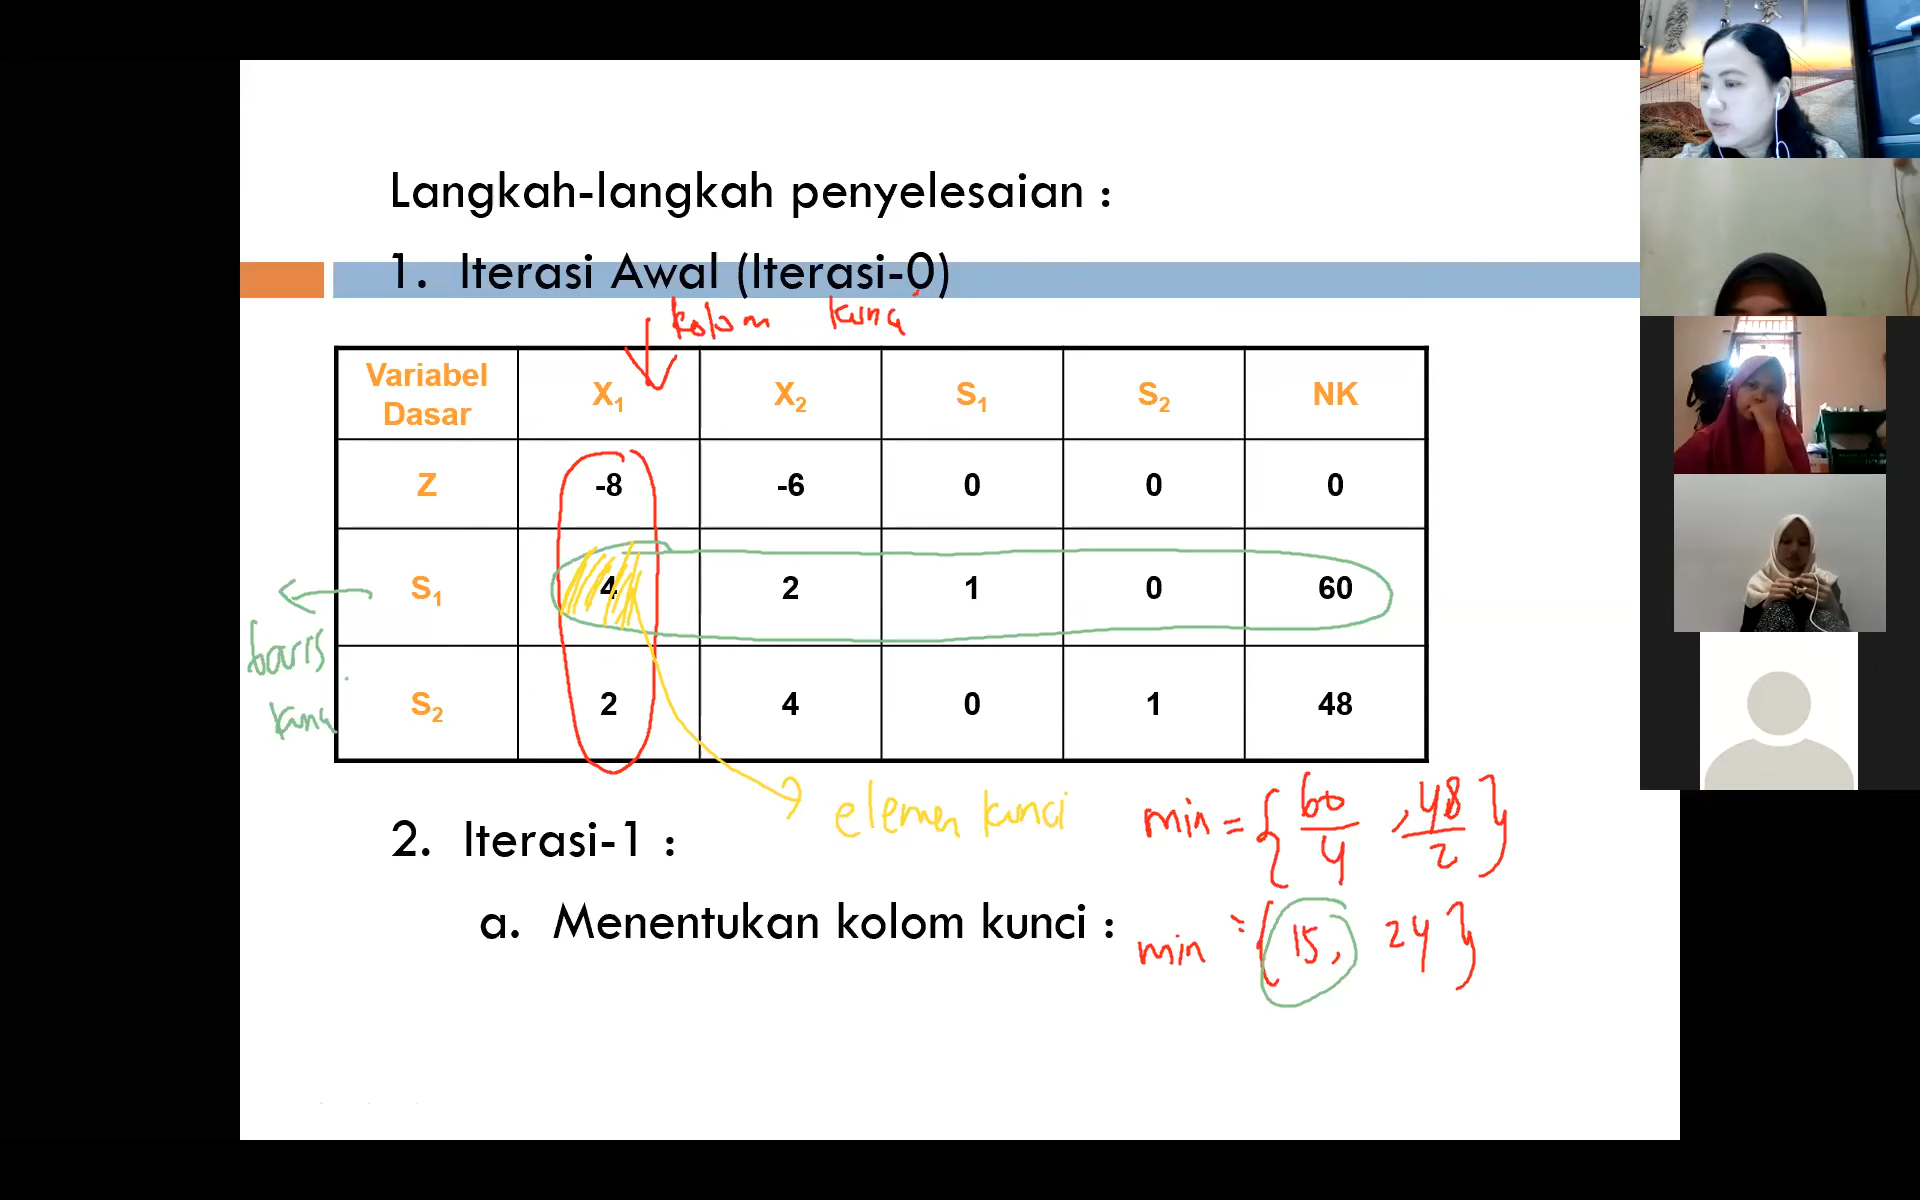 Langkah-langkah penyelesaian :
1. Iterasi Awal (Iterasi-0)
kolom kunci
Variabel Dasar X1 X2 S1 S2 NK
Z -8 -6 0 0 0
S1 4 2 1 0 60
baris
S2 2 4 0 1 48
kunci
elemen kunci
min = { 60/4 , 48/2 }
2. Iterasi-1 :
a. Menentukan kolom kunci :
min = { 15, 24 }